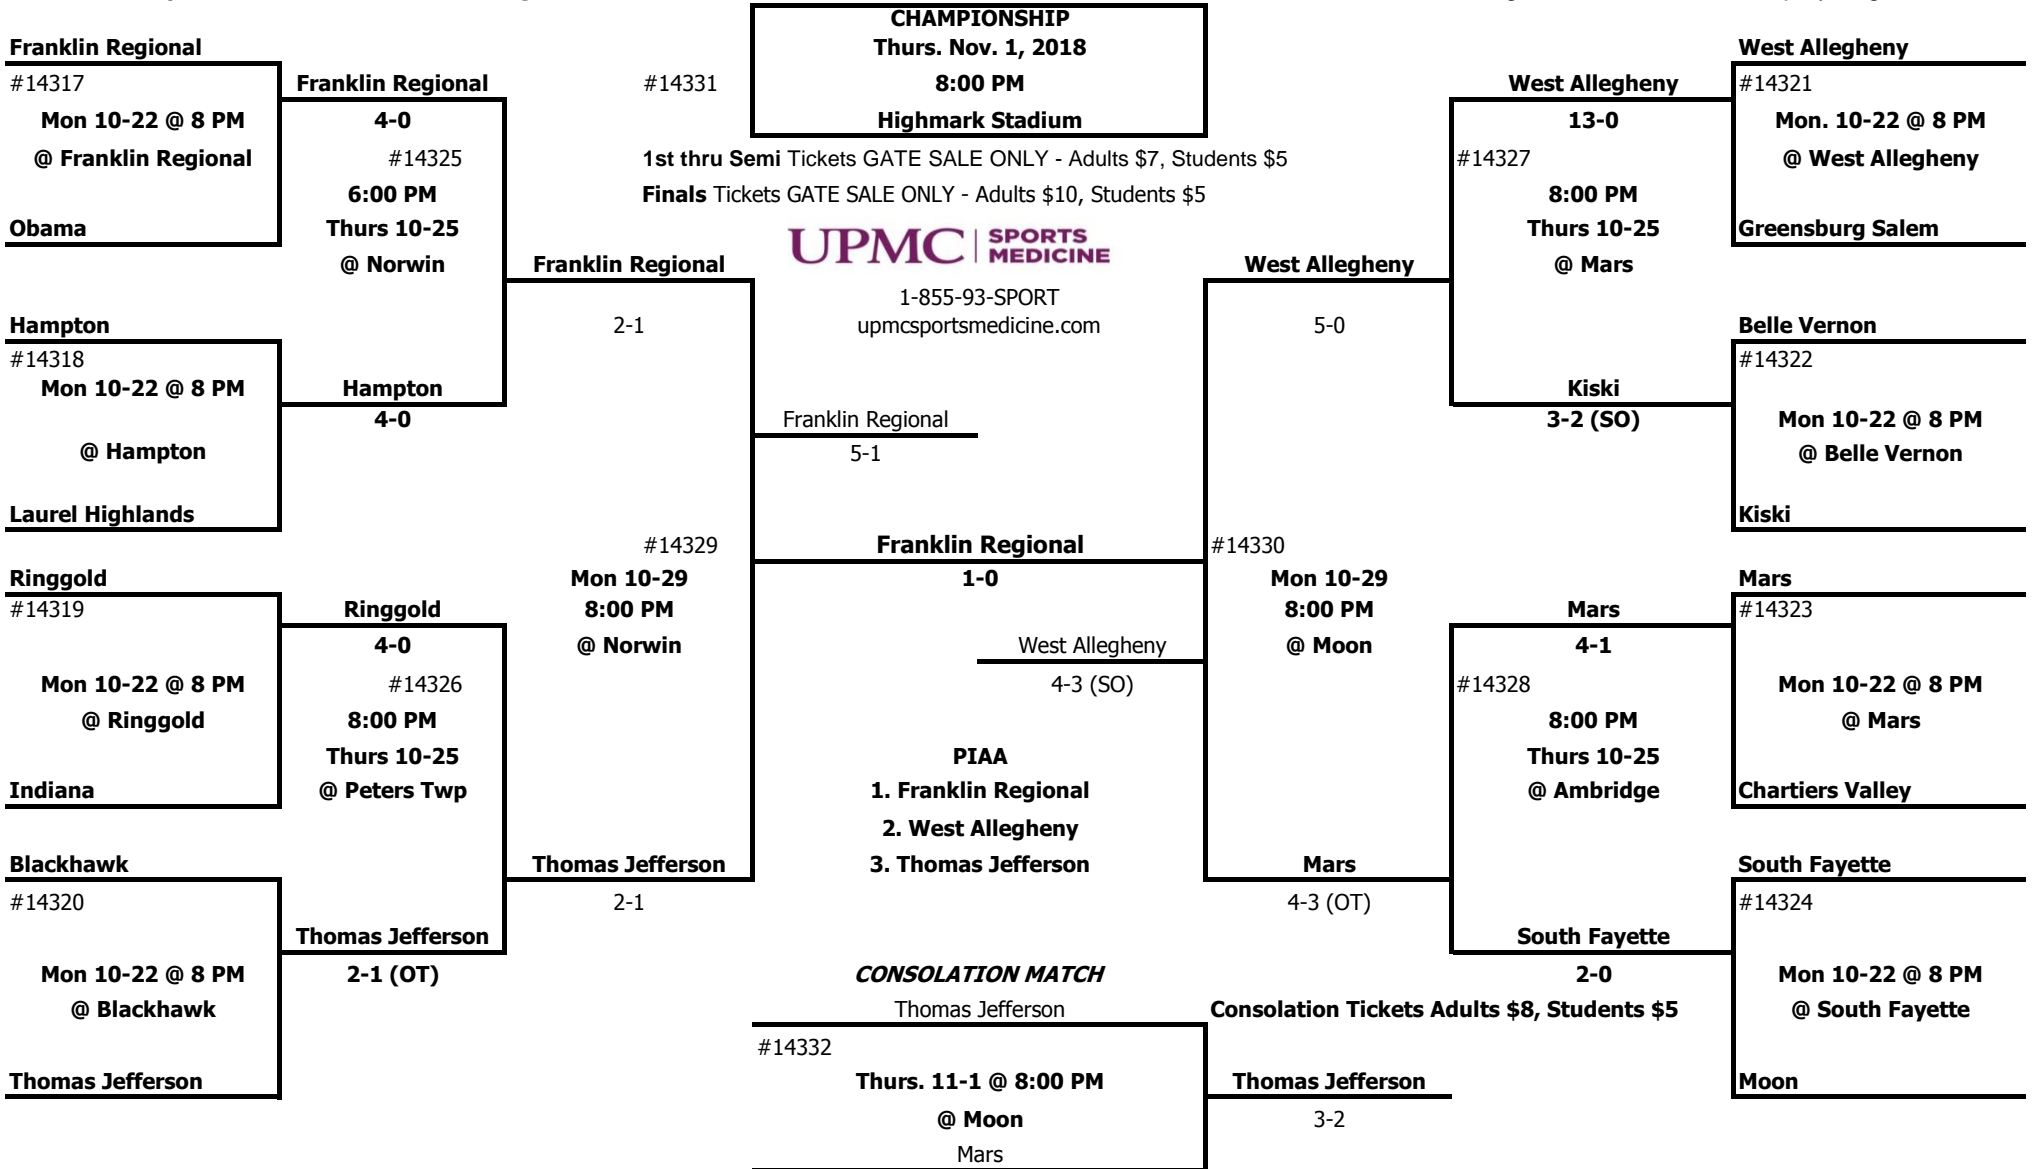 CHAMPIONSHIP
Thurs. Nov. 1, 2018
8:00 PM
Highmark Stadium
#14331
1st thru Semi Tickets GATE SALE ONLY - Adults $7, Students $5
Finals Tickets GATE SALE ONLY - Adults $10, Students $5
UPMC | SPORTS
MEDICINE
1-855-93-SPORT
upmcsportsmedicine.com
Franklin Regional
#14317
Mon 10-22 @ 8 PM
@ Franklin Regional
Obama
Hampton
#14318
Mon 10-22 @ 8 PM
@ Hampton
Laurel Highlands
Ringgold
#14319
Mon 10-22 @ 8 PM
@ Ringgold
Indiana
Blackhawk
#14320
Mon 10-22 @ 8 PM
@ Blackhawk
Thomas Jefferson
Franklin Regional
4-0
#14325
6:00 PM
Thurs 10-25
@ Norwin
Hampton
4-0
Ringgold
4-0
#14326
8:00 PM
Thurs 10-25
@ Peters Twp
Thomas Jefferson
2-1 (OT)
Franklin Regional
2-1
#14329
Mon 10-29
8:00 PM
@ Norwin
Thomas Jefferson
2-1
Franklin Regional
5-1
Franklin Regional
1-0
West Allegheny
4-3 (SO)
PIAA
1. Franklin Regional
2. West Allegheny
3. Thomas Jefferson
CONSOLATION MATCH
Thomas Jefferson
#14332
Thurs. 11-1 @ 8:00 PM
@ Moon
Mars
Thomas Jefferson
3-2
Consolation Tickets Adults $8, Students $5
West Allegheny
5-0
#14330
Mon 10-29
8:00 PM
@ Moon
Mars
4-3 (OT)
West Allegheny
13-0
#14327
8:00 PM
Thurs 10-25
@ Mars
Kiski
3-2 (SO)
Mars
4-1
#14328
8:00 PM
Thurs 10-25
@ Ambridge
South Fayette
2-0
West Allegheny
#14321
Mon. 10-22 @ 8 PM
@ West Allegheny
Greensburg Salem
Belle Vernon
#14322
Mon 10-22 @ 8 PM
@ Belle Vernon
Kiski
Mars
#14323
Mon 10-22 @ 8 PM
@ Mars
Chartiers Valley
South Fayette
#14324
Mon 10-22 @ 8 PM
@ South Fayette
Moon